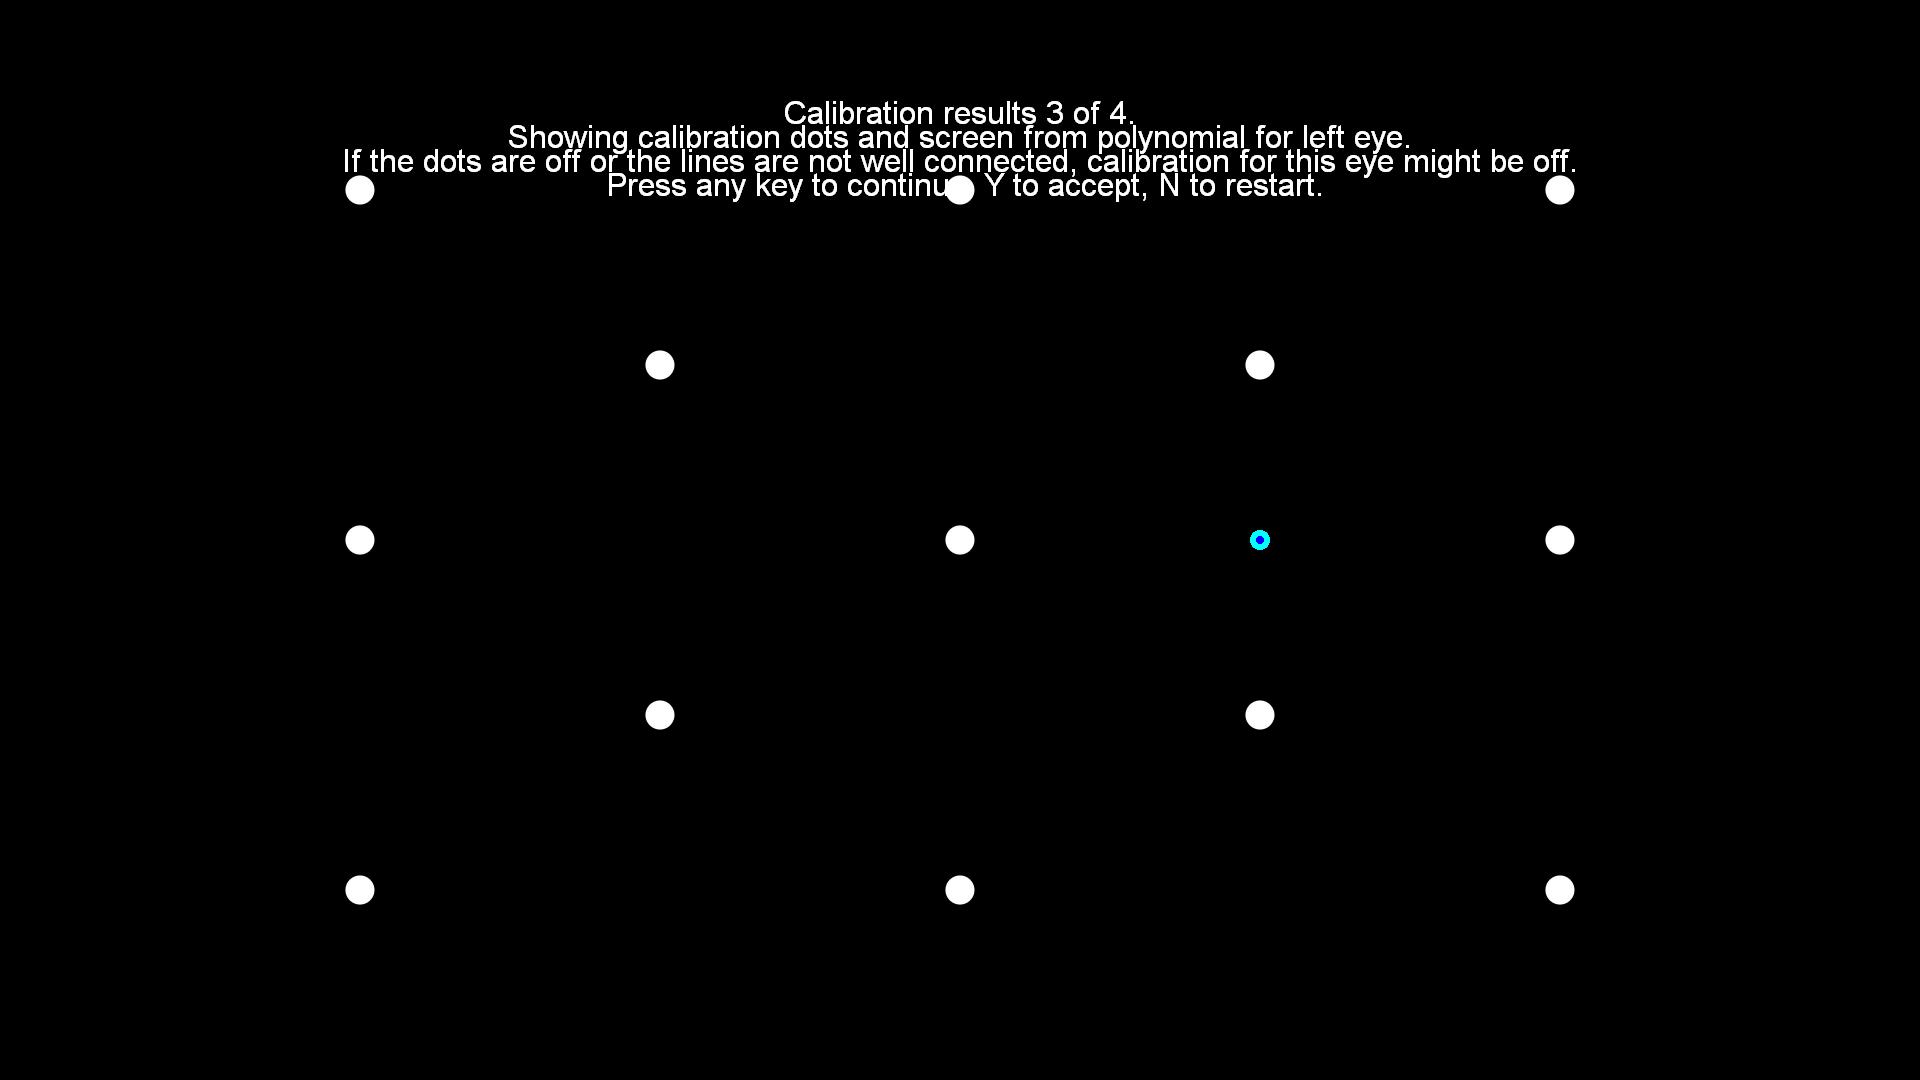 Calibration results 3 of 4.
Showing calibration dots and screen from polynomial for left eye.
If the dots are off or the lines are not well connected, calibration for this eye might be off.
Press any key to continu Y to accept, N to restart.